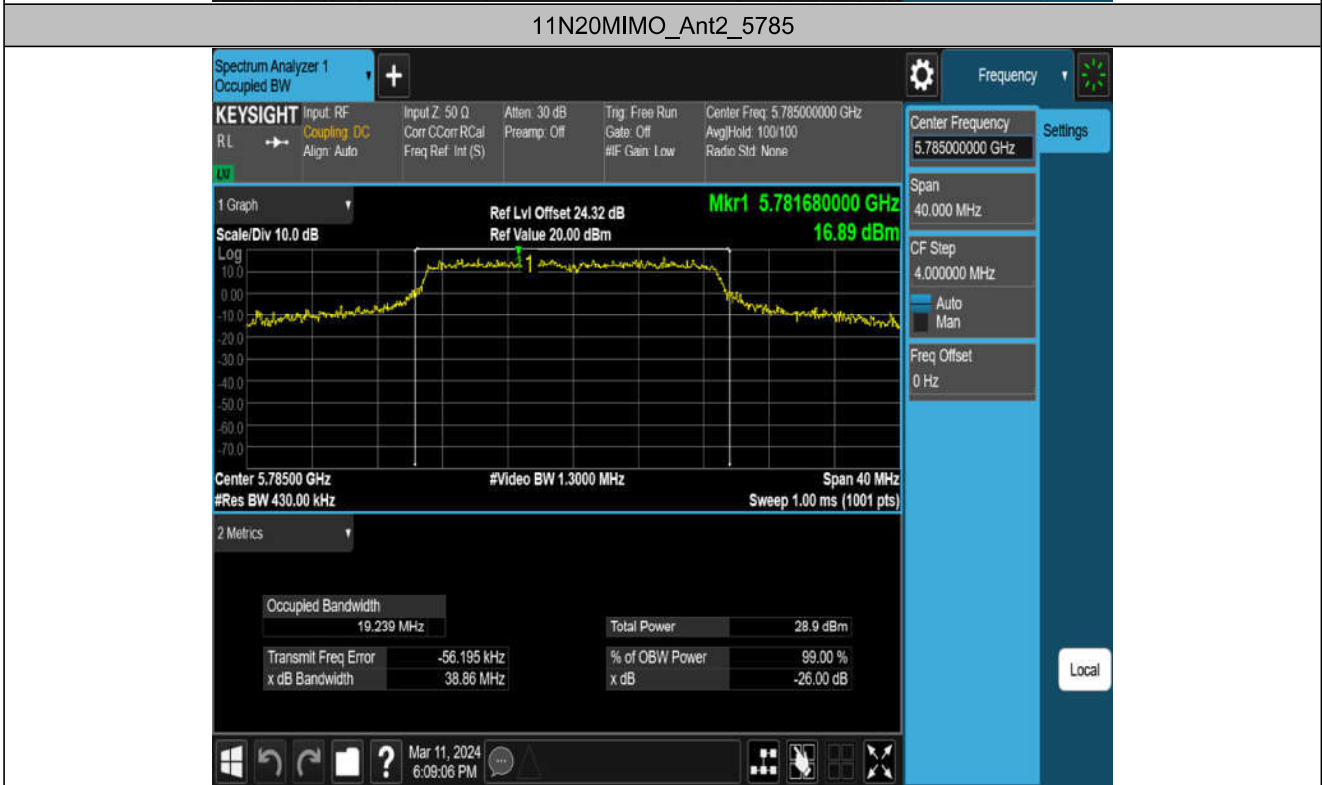 11N20MIMO_Ant2_5785
Spectrum Analyzer 1
Occupied BW
+
Frequency
KEYSIGHT
RL
LXI
Input: RF
Coupling: DC
Align: Auto
Input Z: 50 Ω
Corr CCorr RCal
Freq Ref: Int (S)
Atten: 30 dB
Preamp: Off
Trig: Free Run
Gate: Off
#IF Gain: Low
Center Freq: 5.785000000 GHz
Avg|Hold: 100/100
Radio Std: None
Center Frequency
5.785000000 GHz
Settings
Span
40.000 MHz
CF Step
4.000000 MHz
Auto
Man
Freq Offset
0 Hz
1 Graph
Scale/Div 10.0 dB
Ref Lvl Offset 24.32 dB
Ref Value 20.00 dBm
Mkr1 5.781680000 GHz
16.89 dBm
Log
10.0
0.00
-10.0
-20.0
-30.0
-40.0
-50.0
-60.0
-70.0
1
Center 5.78500 GHz
#Res BW 430.00 kHz
#Video BW 1.3000 MHz
Span 40 MHz
Sweep 1.00 ms (1001 pts)
2 Metrics
Occupied Bandwidth
19.239 MHz
Total Power 28.9 dBm
Transmit Freq Error -56.195 kHz
% of OBW Power 99.00 %
x dB Bandwidth 38.86 MHz
x dB -26.00 dB
Local
?
Mar 11, 2024
6:09:06 PM